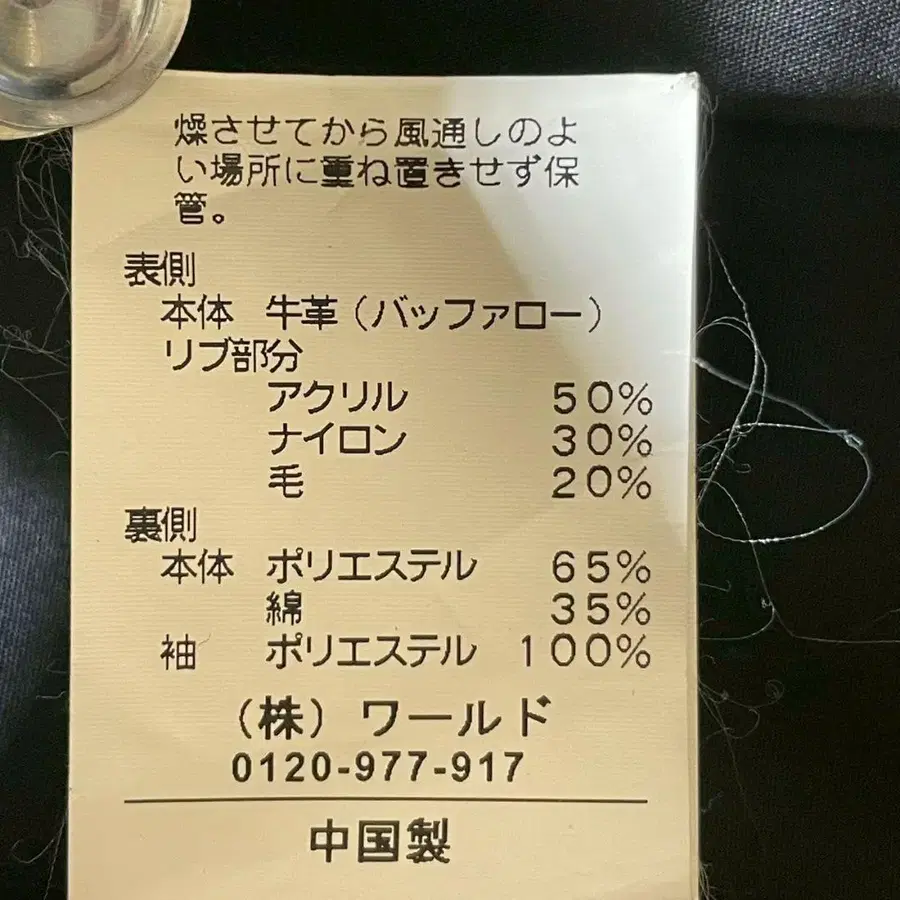 燥させてから風通しのよ
い場所に重ね置きせず保
管。
表側
本体 牛革(バッファロー)
リブ部分
アクリル 50%
ナイロン 30%
毛 20%
裏側
本体 ポリエステル 65%
綿 35%
袖 ポリエステル 100%
(株)ワールド
0120-977-917
中国製